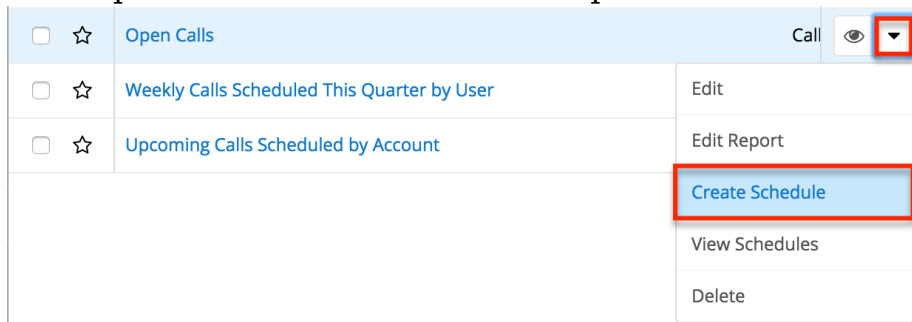 Open Calls Call
Weekly Calls Scheduled This Quarter by User
Upcoming Calls Scheduled by Account
Edit
Edit Report
Create Schedule
View Schedules
Delete